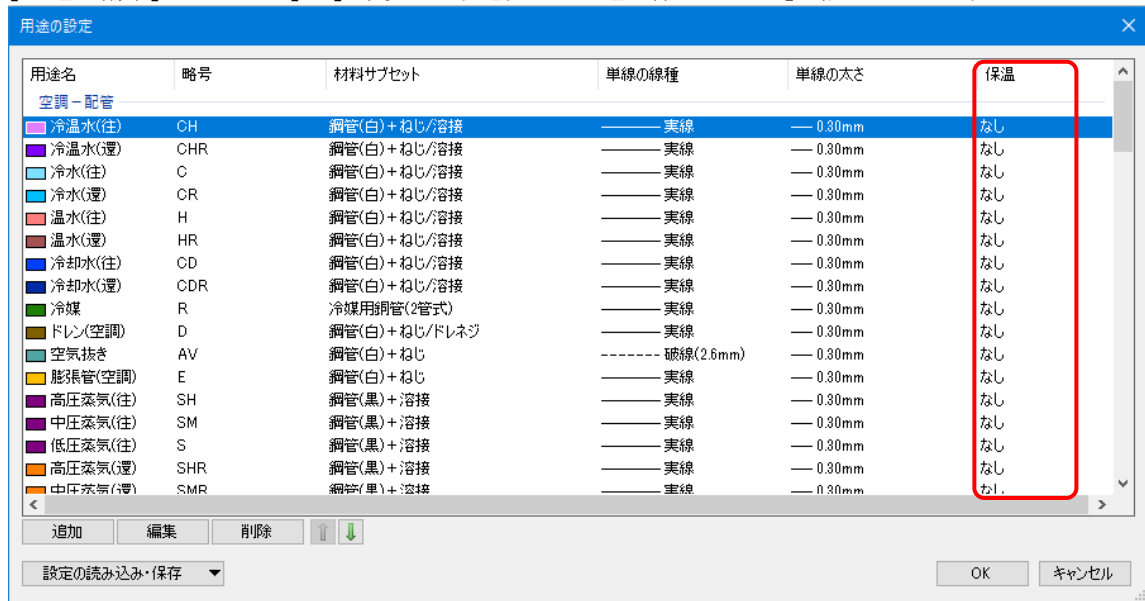 用途の設定
用途名 略号 材料サブセット 単線の線種 単線の太さ 保温
空調－配管
冷温水(往) CH 鋼管(白)+ねじ/溶接 実線 0.30mm なし
冷温水(還) CHR 鋼管(白)+ねじ/溶接 実線 0.30mm なし
冷水(往) C 鋼管(白)+ねじ/溶接 実線 0.30mm なし
冷水(還) CR 鋼管(白)+ねじ/溶接 実線 0.30mm なし
温水(往) H 鋼管(白)+ねじ/溶接 実線 0.30mm なし
温水(還) HR 鋼管(白)+ねじ/溶接 実線 0.30mm なし
冷却水(往) CD 鋼管(白)+ねじ/溶接 実線 0.30mm なし
冷却水(還) CDR 鋼管(白)+ねじ/溶接 実線 0.30mm なし
冷媒 R 冷媒用銅管(2管式) 実線 0.30mm なし
ドレン(空調) D 鋼管(白)+ねじ/ドレネジ 実線 0.30mm なし
空気抜き AV 鋼管(白)+ねじ 破線(2.6mm) 0.30mm なし
膨張管(空調) E 鋼管(白)+ねじ 実線 0.30mm なし
高圧蒸気(往) SH 鋼管(黒)+溶接 実線 0.30mm なし
中圧蒸気(往) SM 鋼管(黒)+溶接 実線 0.30mm なし
低圧蒸気(往) S 鋼管(黒)+溶接 実線 0.30mm なし
高圧蒸気(還) SHR 鋼管(黒)+溶接 実線 0.30mm なし
中圧蒸気(還) SMR 鋼管(黒)+溶接 実線 0.30mm なし
追加 編集 削除
設定の読み込み・保存 OK キャンセル